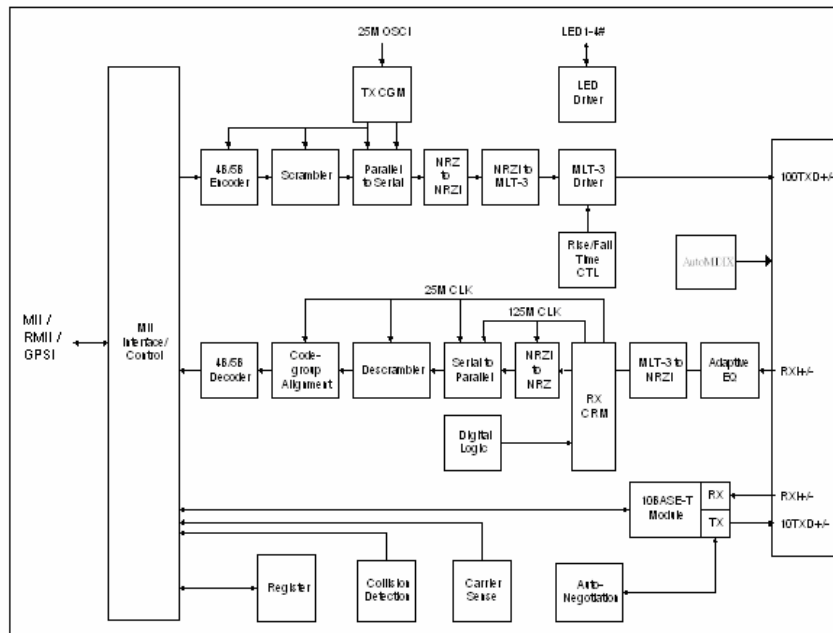 25M OSCI
LED1-4#
TX CGM
LED
Driver
4B/5B
Encoder
Scrambler
Parallel
to Serial
NRZ
to
NRZI
NRZI to
MLT-3
MLT-3
Driver
100TXD+/-
Rise/Fall
Time
CTL
AutoMDIX
25M CLK
125M CLK
MII /
RMII /
GPSI
MII
Interface/
Control
4B/5B
Decoder
Code-
group
Alignment
Descrambler
Serial to
Parallel
NRZI
to
NRZ
RX
CRM
MLT-3 to
NRZI
Adaptive
EQ
RXI+/-
Digital
Logic
10BASE-T
Module
RX
TX
RXI+/-
10TXD+/-
Register
Collision
Detection
Carrier
Sense
Auto-
Negotiation